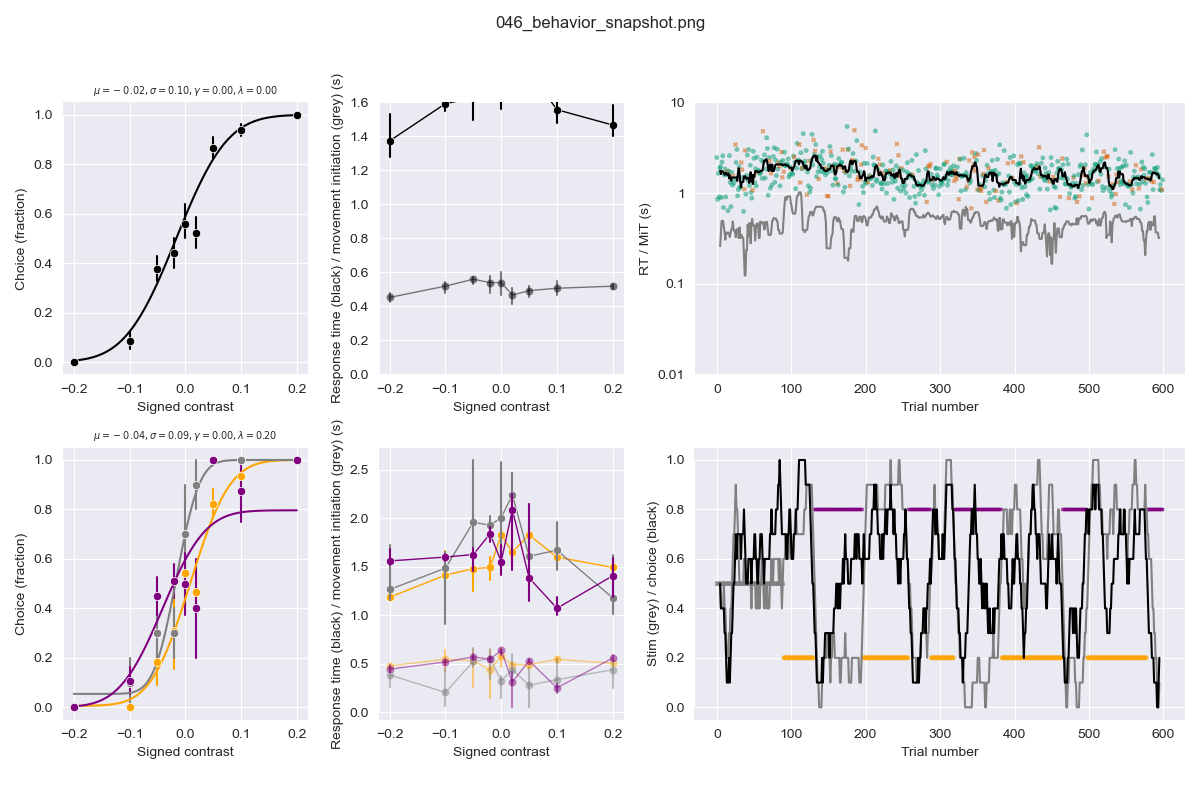 046_behavior_snapshot.png
μ = − 0.02, σ = 0.10, γ = 0.00, λ = 0.00
Choice (fraction)
1.0
0.8
0.6
0.4
0.2
0.0
−0.2 −0.1 0.0 0.1 0.2
Signed contrast
Response time (black) / movement initiation (grey) (s)
1.6
1.4
1.2
1.0
0.8
0.6
0.4
0.2
0.0
−0.2 −0.1 0.0 0.1 0.2
Signed contrast
RT / MiT (s)
10
1
0.1
0.01
0 100 200 300 400 500 600
Trial number
μ = − 0.04, σ = 0.09, γ = 0.00, λ = 0.20
Choice (fraction)
1.0
0.8
0.6
0.4
0.2
0.0
−0.2 −0.1 0.0 0.1 0.2
Signed contrast
Response time (black) / movement initiation (grey) (s)
2.5
2.0
1.5
1.0
0.5
0.0
−0.2 −0.1 0.0 0.1 0.2
Signed contrast
Stim (grey) / choice (black)
1.0
0.8
0.6
0.4
0.2
0.0
0 100 200 300 400 500 600
Trial number